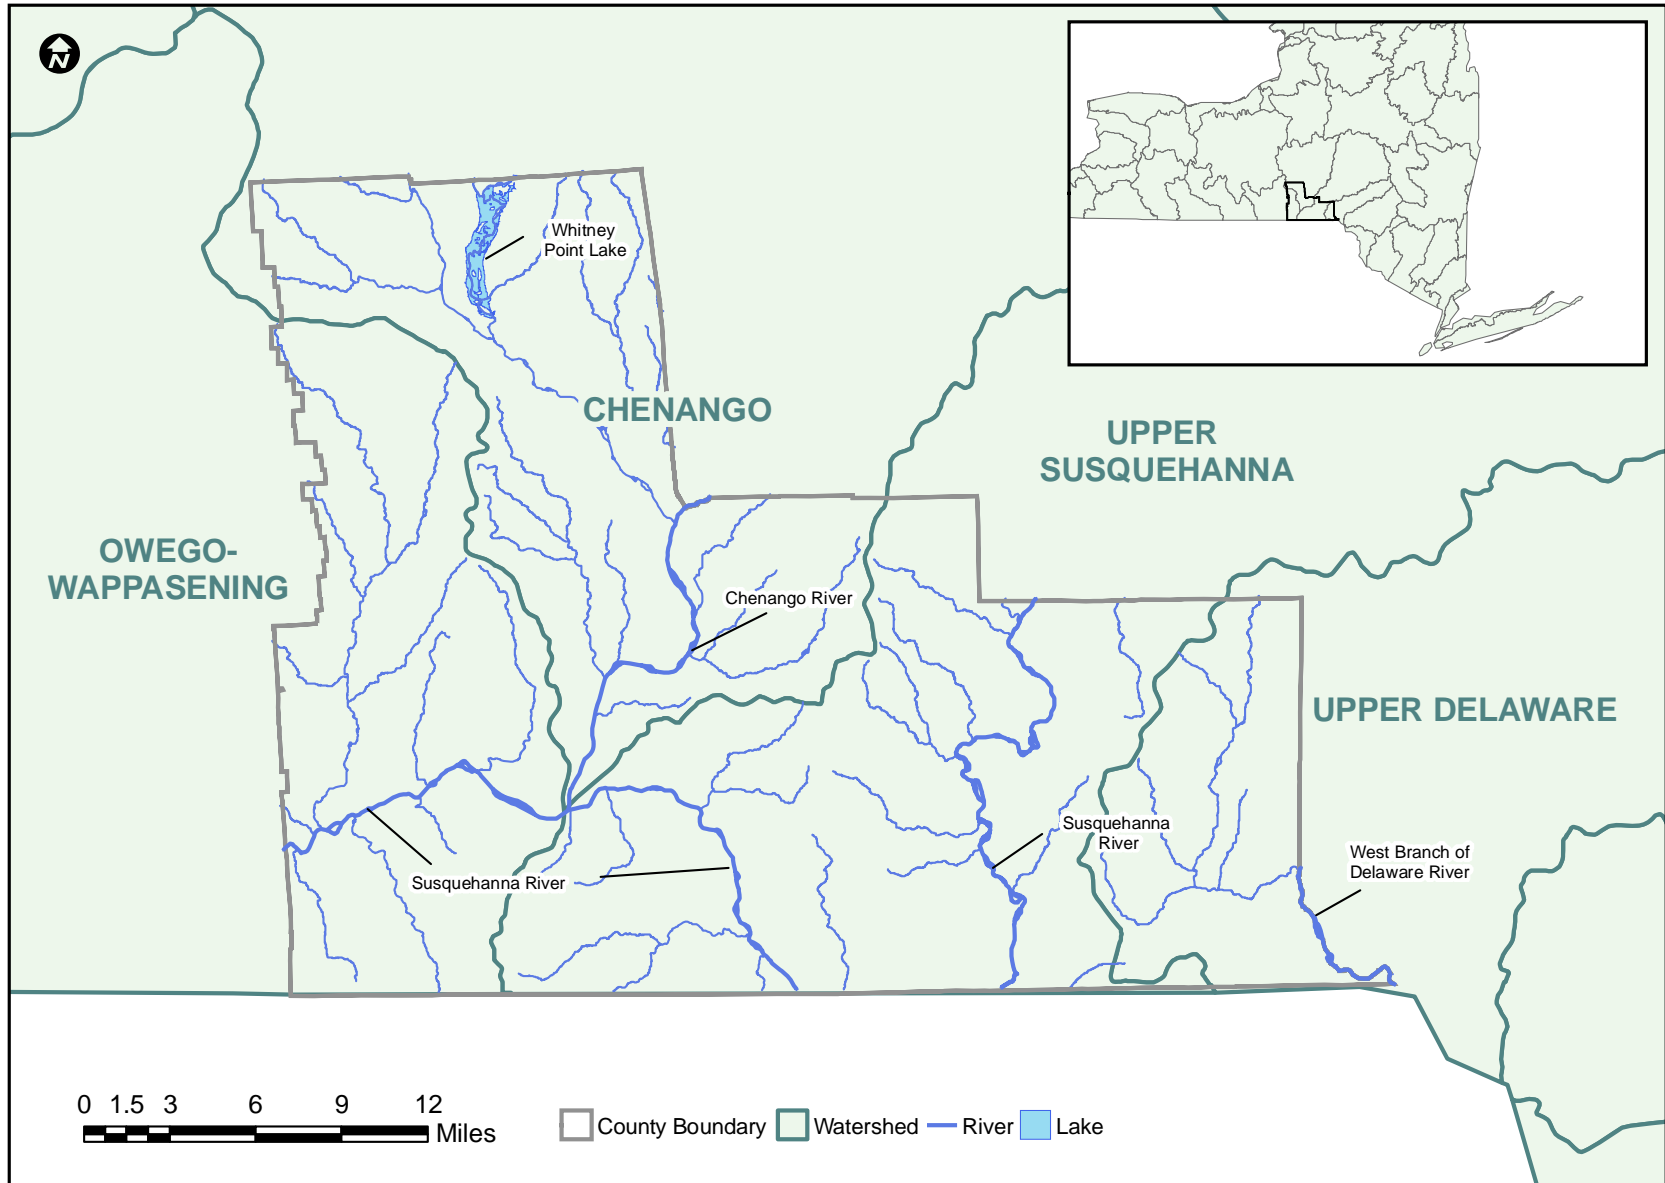 N
Whitney
Point Lake
CHENANGO
UPPER
SUSQUEHANNA
OWEGO-
WAPPASENING
Chenango River
UPPER DELAWARE
Susquehanna
River
West Branch of
Delaware River
Susquehanna River
0 1.5 3 6 9 12
Miles
County Boundary
Watershed
River
Lake